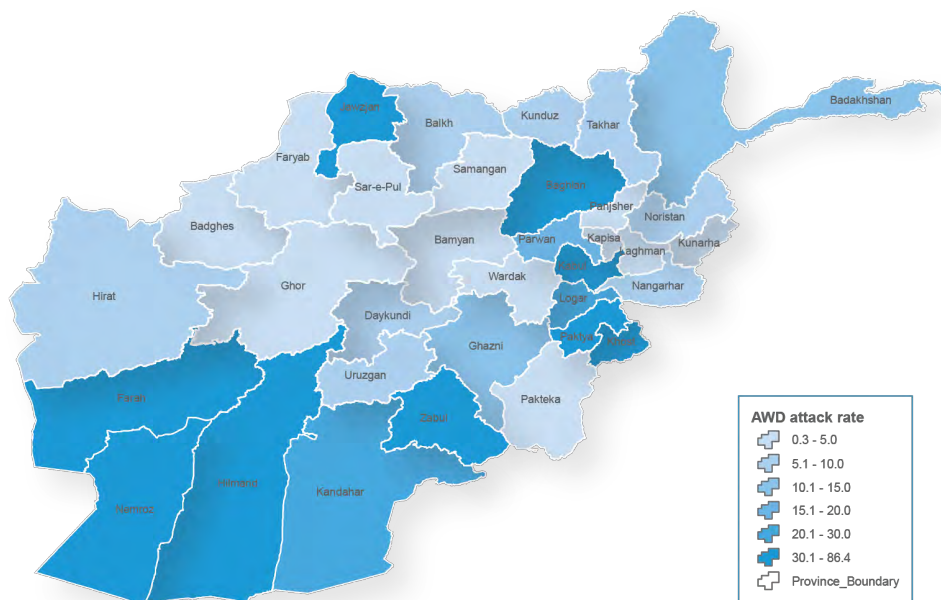 Badakhshan
Jawzjan
Balkh
Kunduz
Takhar
Faryab
Samangan
Sar-e-Pul
Baghlan
Panjsher
Noristan
Badghes
Bamyan
Parwan
Kapisa
Laghman
Kunarha
Kabul
Wardak
Ghor
Nangarhar
Hirat
Logar
Daykundi
Ghazni
Paktya
Khost
Uruzgan
Pakteka
Farah
Zabul
Hilmand
Kandahar
Nemroz
AWD attack rate
0.3 - 5.0
5.1 - 10.0
10.1 - 15.0
15.1 - 20.0
20.1 - 30.0
30.1 - 86.4
Province_Boundary